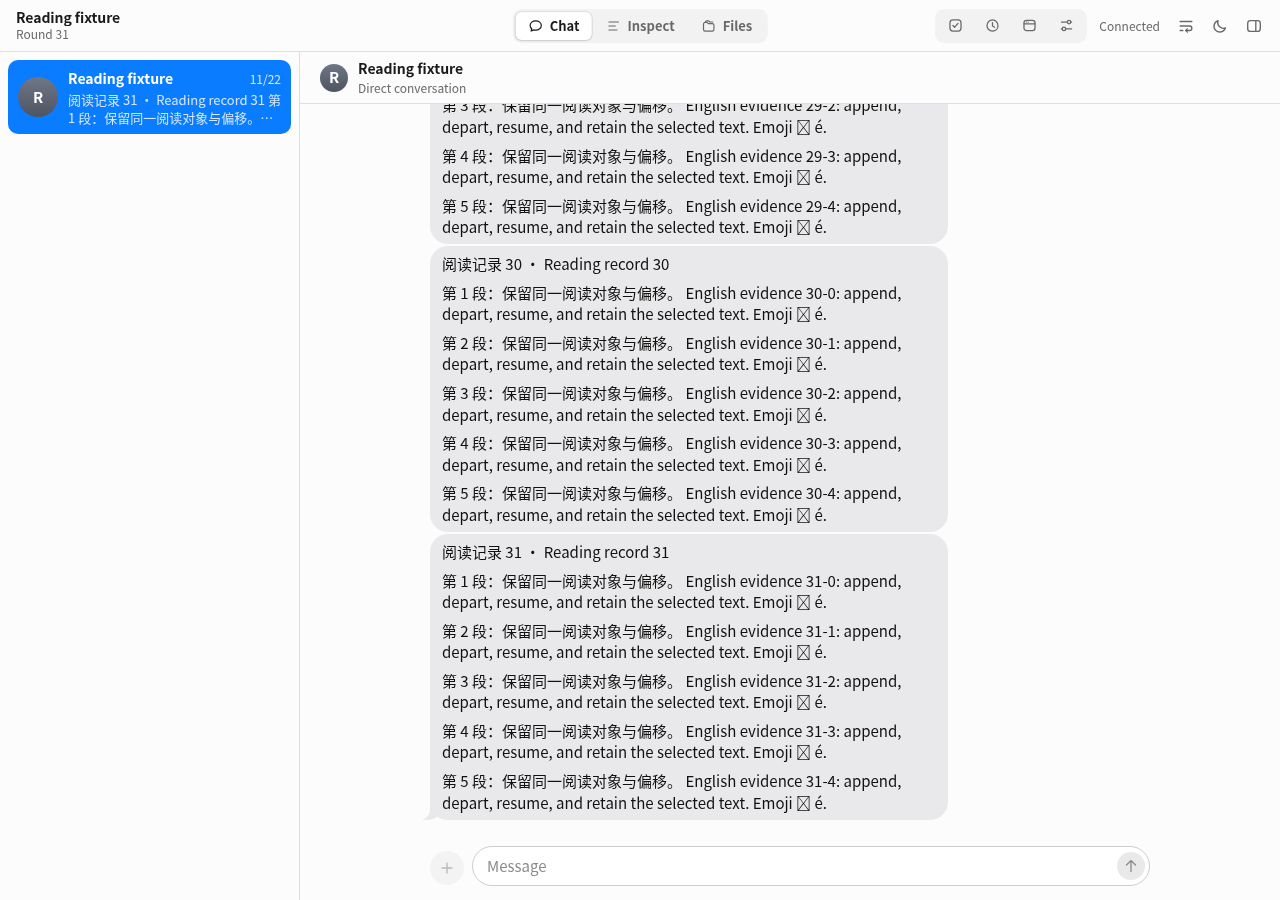 Reading fixture
Round 31
Chat
Inspect
Files
Connected
R
Reading fixture
11/22
阅读记录 31 · Reading record 31 第
1 段：保留同一阅读对象与偏移。…
R
Reading fixture
Direct conversation
第 3 段：保留同一阅读对象与偏移。 English evidence 29-2: append,
depart, resume, and retain the selected text. Emoji é.
第 4 段：保留同一阅读对象与偏移。 English evidence 29-3: append,
depart, resume, and retain the selected text. Emoji é.
第 5 段：保留同一阅读对象与偏移。 English evidence 29-4: append,
depart, resume, and retain the selected text. Emoji é.
阅读记录 30 · Reading record 30
第 1 段：保留同一阅读对象与偏移。 English evidence 30-0: append,
depart, resume, and retain the selected text. Emoji é.
第 2 段：保留同一阅读对象与偏移。 English evidence 30-1: append,
depart, resume, and retain the selected text. Emoji é.
第 3 段：保留同一阅读对象与偏移。 English evidence 30-2: append,
depart, resume, and retain the selected text. Emoji é.
第 4 段：保留同一阅读对象与偏移。 English evidence 30-3: append,
depart, resume, and retain the selected text. Emoji é.
第 5 段：保留同一阅读对象与偏移。 English evidence 30-4: append,
depart, resume, and retain the selected text. Emoji é.
阅读记录 31 · Reading record 31
第 1 段：保留同一阅读对象与偏移。 English evidence 31-0: append,
depart, resume, and retain the selected text. Emoji é.
第 2 段：保留同一阅读对象与偏移。 English evidence 31-1: append,
depart, resume, and retain the selected text. Emoji é.
第 3 段：保留同一阅读对象与偏移。 English evidence 31-2: append,
depart, resume, and retain the selected text. Emoji é.
第 4 段：保留同一阅读对象与偏移。 English evidence 31-3: append,
depart, resume, and retain the selected text. Emoji é.
第 5 段：保留同一阅读对象与偏移。 English evidence 31-4: append,
depart, resume, and retain the selected text. Emoji é.
Message